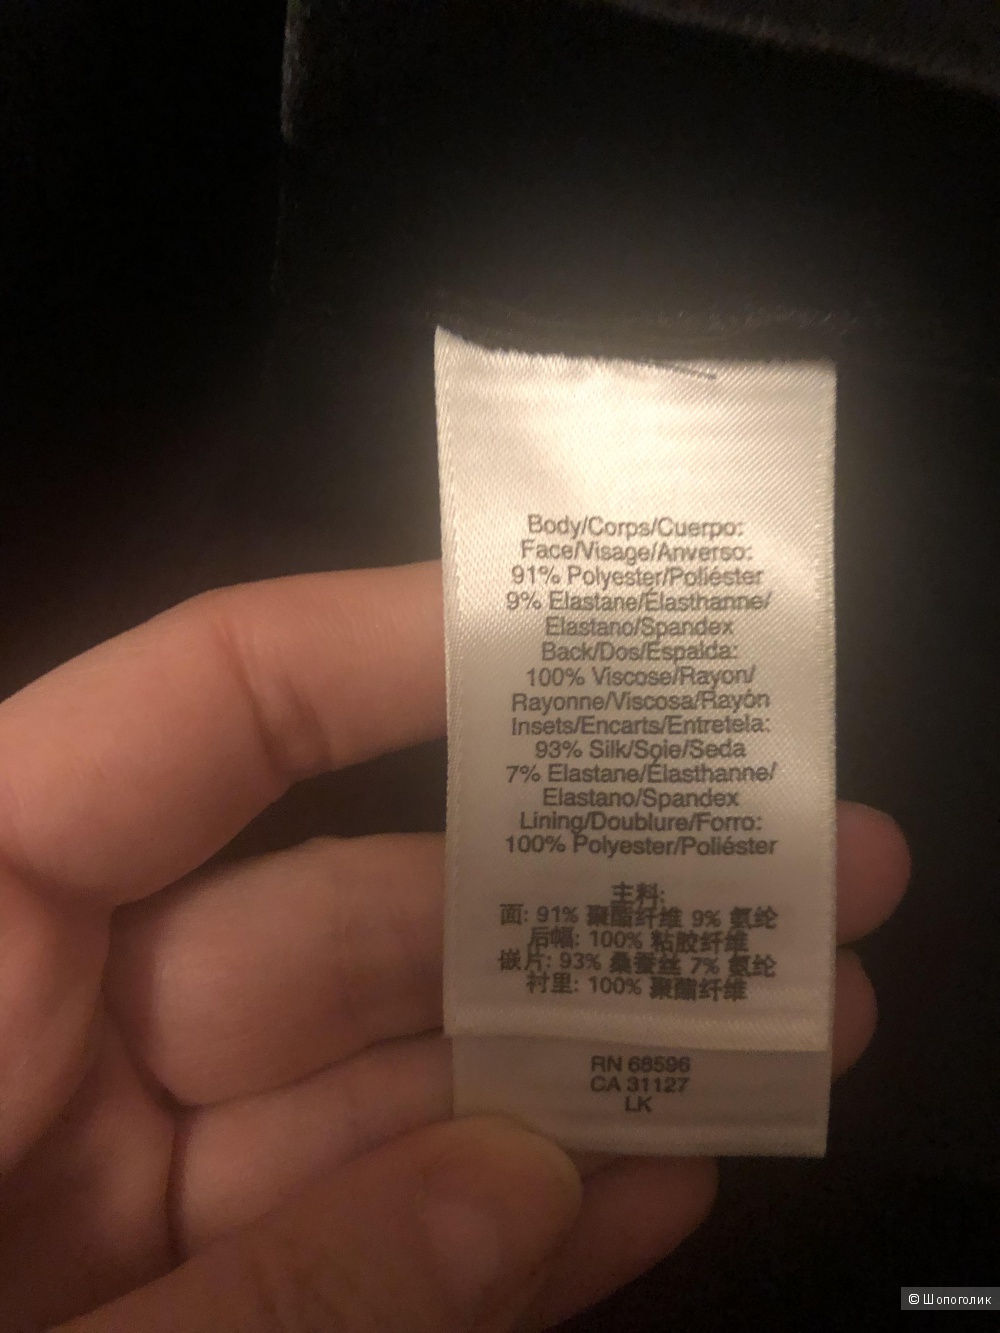 Body/Corps/Cuerpo:
Face/Visage/Anverso:
91% Polyester/Poliéster
9% Elastane/Élasthanne/
Elastano/Spandex
Back/Dos/Espalda:
100% Viscose/Rayon/
Rayonne/Viscosa/Rayón
Insets/Encarts/Entretela:
93% Silk/Soie/Seda
7% Elastane/Élasthanne/
Elastano/Spandex
Lining/Doublure/Forro:
100% Polyester/Poliéster
主料:
面: 91% 聚酯纤维 9% 氨纶
后幅: 100% 粘胶纤维
嵌片: 93% 桑蚕丝 7% 氨纶
衬里: 100% 聚酯纤维
RN 68596
CA 31127
LK
© Шопоголик